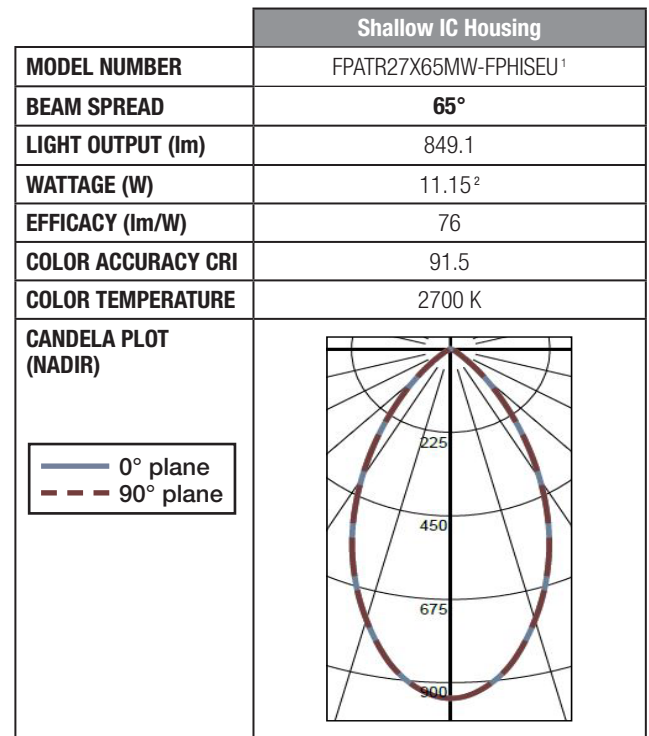 Shallow IC Housing
MODEL NUMBER FPATR27X65MW-FPHISEU¹
BEAM SPREAD 65°
LIGHT OUTPUT (lm) 849.1
WATTAGE (W) 11.15²
EFFICACY (lm/W) 76
COLOR ACCURACY CRI 91.5
COLOR TEMPERATURE 2700 K
CANDELA PLOT
(NADIR)
0° plane
90° plane
225
450
675
900